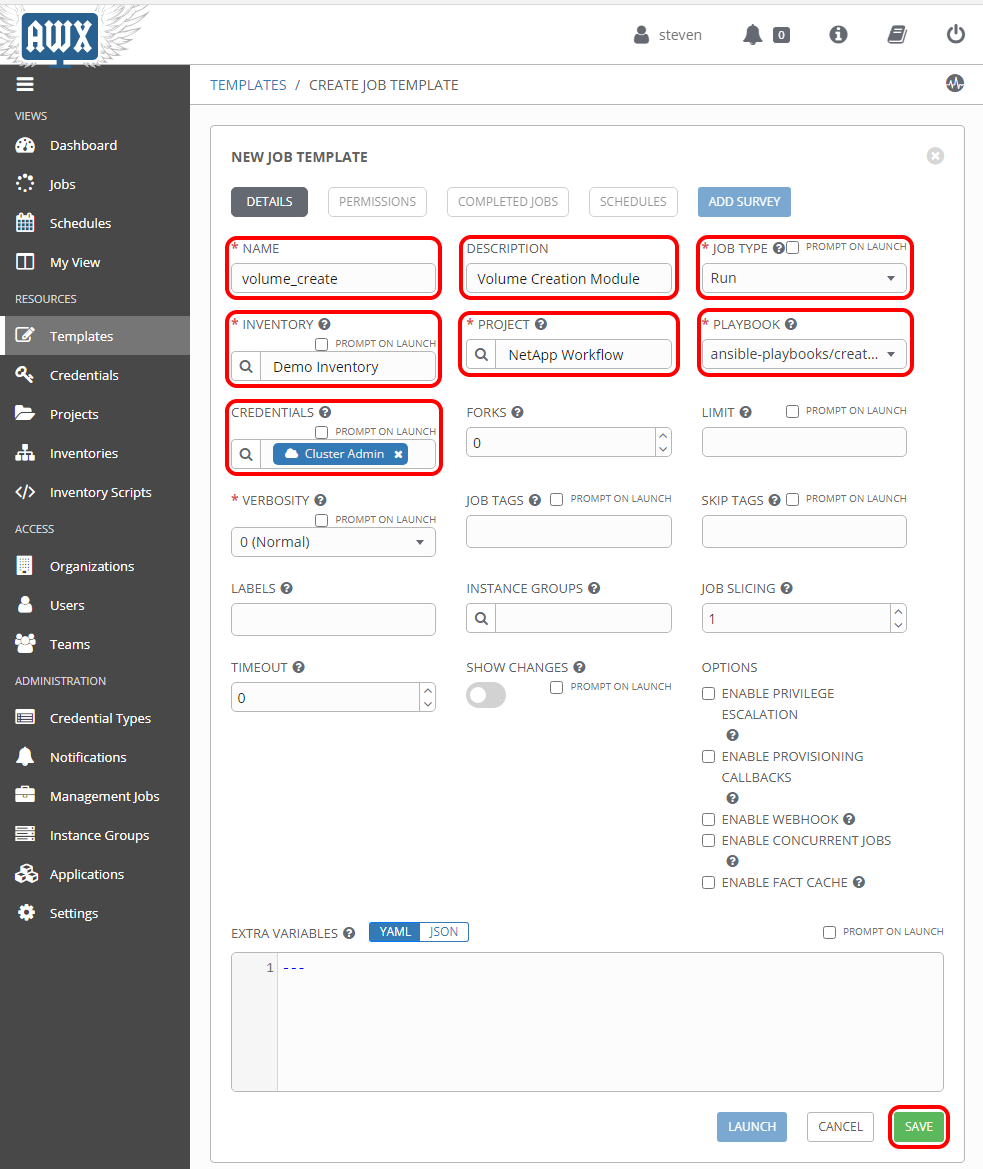 AWX
steven
0
TEMPLATES / CREATE JOB TEMPLATE
VIEWS
Dashboard
Jobs
Schedules
My View
RESOURCES
Templates
Credentials
Projects
Inventories
Inventory Scripts
ACCESS
Organizations
Users
Teams
ADMINISTRATION
Credential Types
Notifications
Management Jobs
Instance Groups
Applications
Settings
NEW JOB TEMPLATE
DETAILS PERMISSIONS COMPLETED JOBS SCHEDULES ADD SURVEY
* NAME
volume_create
DESCRIPTION
Volume Creation Module
* JOB TYPE PROMPT ON LAUNCH
Run
* INVENTORY
PROMPT ON LAUNCH
Demo Inventory
* PROJECT
NetApp Workflow
* PLAYBOOK
ansible-playbooks/creat...
CREDENTIALS
PROMPT ON LAUNCH
Cluster Admin
FORKS
0
LIMIT PROMPT ON LAUNCH
* VERBOSITY
PROMPT ON LAUNCH
0 (Normal)
JOB TAGS PROMPT ON LAUNCH
SKIP TAGS PROMPT ON LAUNCH
LABELS
INSTANCE GROUPS
JOB SLICING
1
TIMEOUT
0
SHOW CHANGES
PROMPT ON LAUNCH
OPTIONS
ENABLE PRIVILEGE
ESCALATION
ENABLE PROVISIONING
CALLBACKS
ENABLE WEBHOOK
ENABLE CONCURRENT JOBS
ENABLE FACT CACHE
EXTRA VARIABLES YAML JSON PROMPT ON LAUNCH
1 ---
LAUNCH CANCEL SAVE